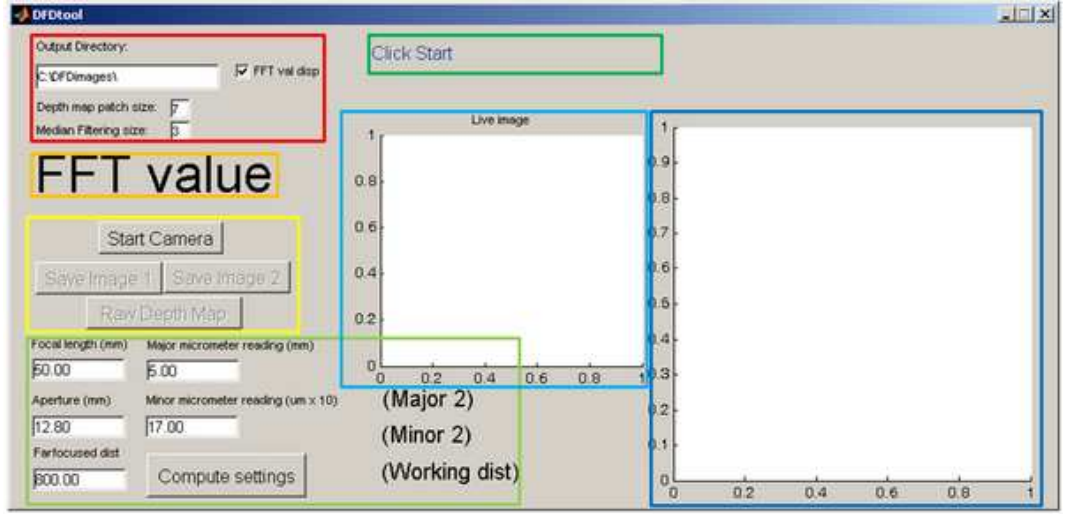 DFDtool
Output Directory:
C:\DFDimages\
FFT val disp
Depth map patch size: 7
Median Filtering size: 3
Click Start
FFT value
Start Camera
Save Image 1 Save Image 2
Raw Depth Map
Focal length (mm) Major micrometer reading (mm)
50.00 5.00
Aperture (mm) Minor micrometer reading (um x 10)
12.80 17.00
Farfocused dist
800.00 Compute settings
(Major 2)
(Minor 2)
(Working dist)
Live image
1
0.8
0.6
0.4
0.2
0
0 0.2 0.4 0.6 0.8 1
1
0.9
0.8
0.7
0.6
0.5
0.4
0.3
0.2
0.1
0
0 0.2 0.4 0.6 0.8 1